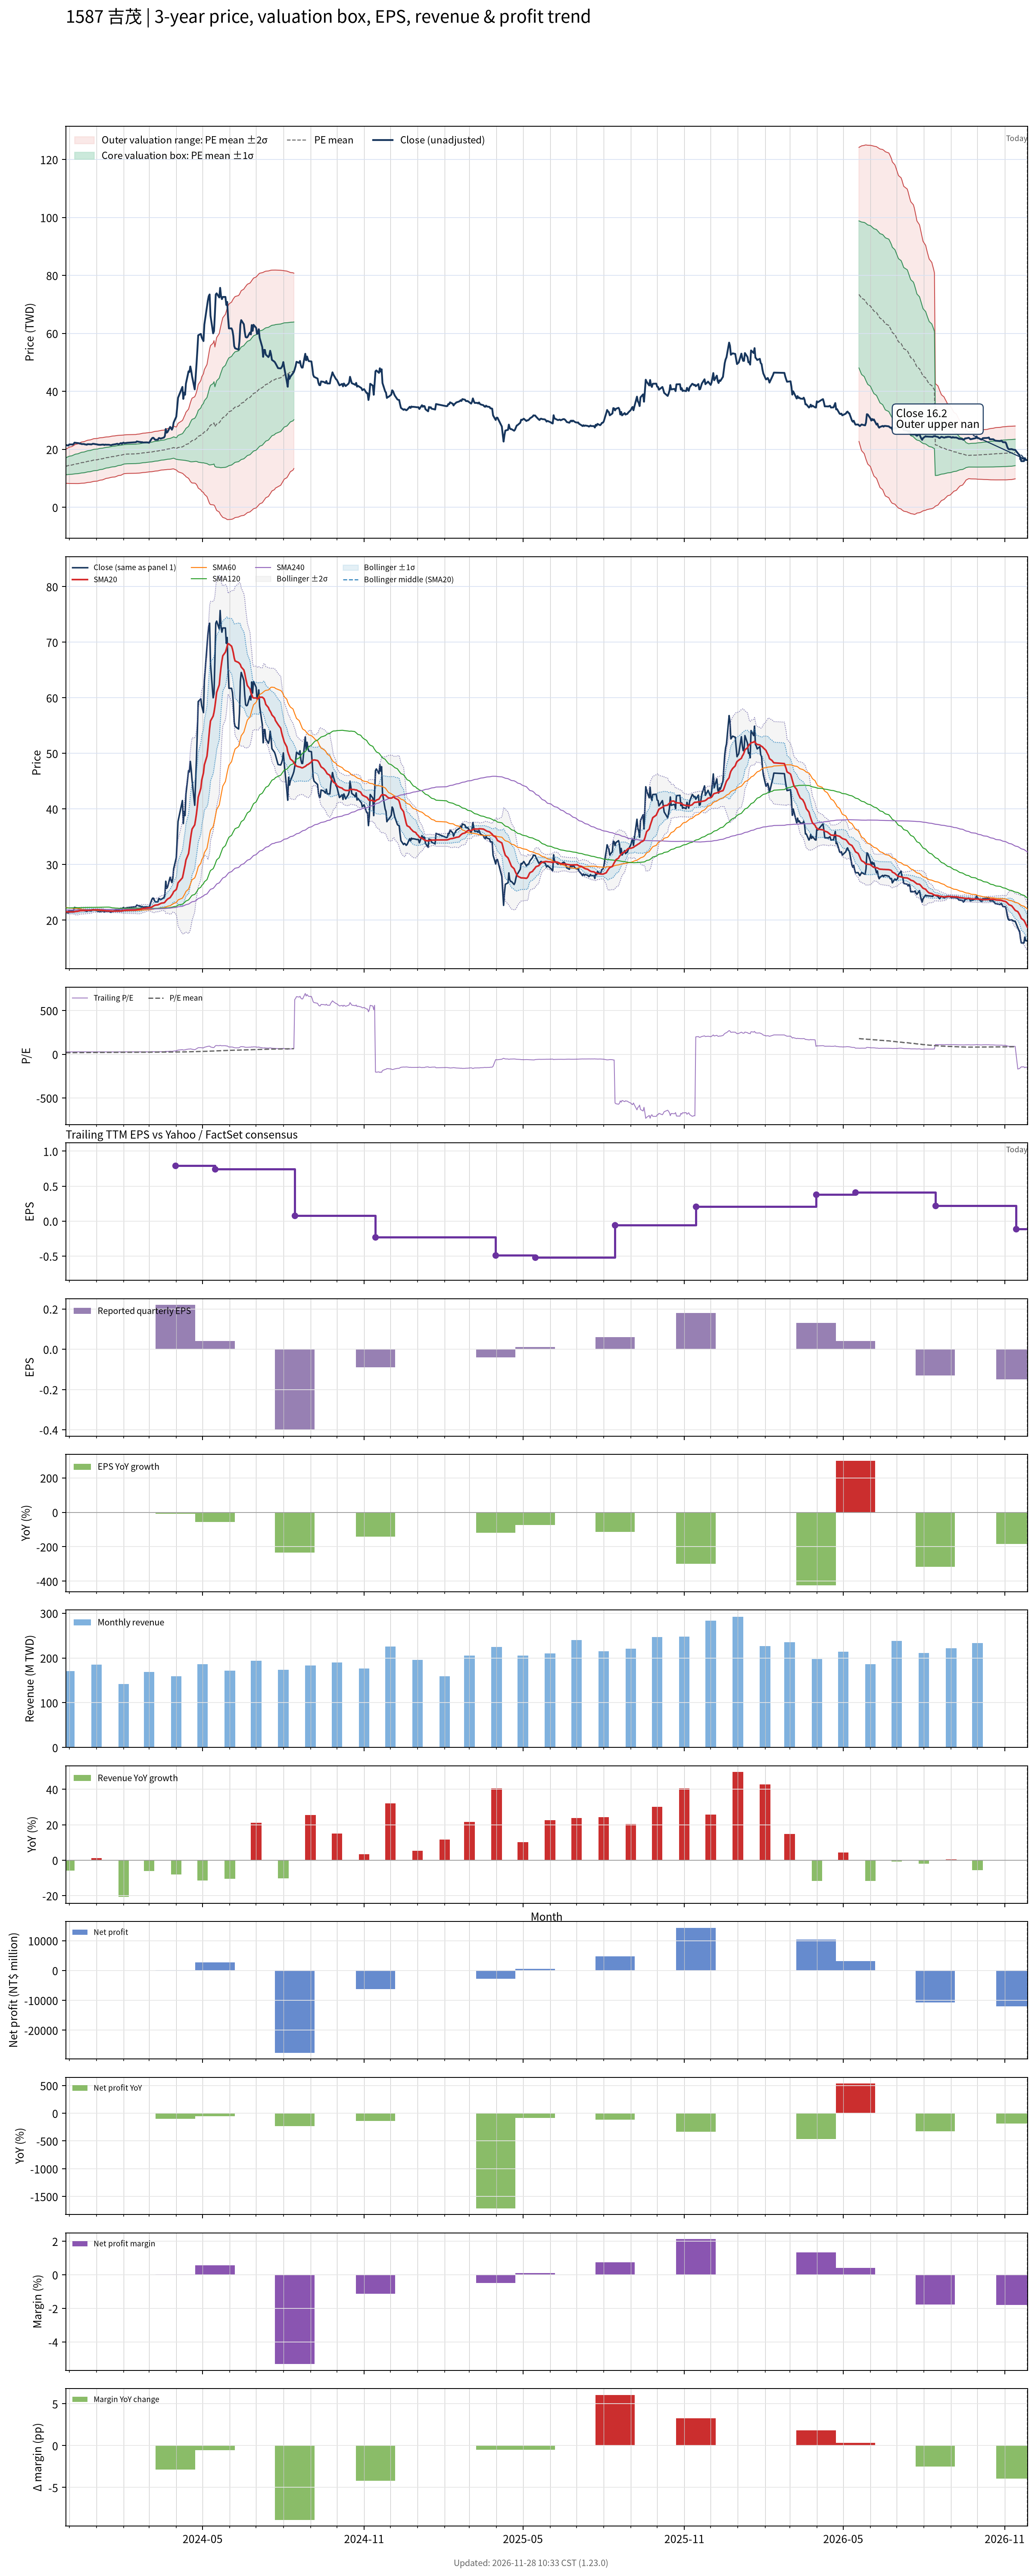 1587 吉茂 | 3-year price, valuation box, EPS, revenue & profit trend
Outer valuation range: PE mean ±2σ
Core valuation box: PE mean ±1σ
PE mean
Close (unadjusted)
Today
Price (TWD)
120
100
80
60
40
20
0
Close 16.2
Outer upper nan
Close (same as panel 1)
SMA20
SMA60
SMA120
SMA240
Bollinger ±2σ
Bollinger ±1σ
Bollinger middle (SMA20)
Price
80
70
60
50
40
30
20
Trailing P/E
P/E mean
P/E
500
0
-500
Trailing TTM EPS vs Yahoo / FactSet consensus
Today
EPS
1.0
0.5
0.0
-0.5
Reported quarterly EPS
EPS
0.2
0.0
-0.2
-0.4
EPS YoY growth
YoY (%)
200
0
-200
-400
Monthly revenue
Revenue (M TWD)
300
200
100
0
Revenue YoY growth
YoY (%)
40
20
0
-20
Month
Net profit
Net profit (NT$ million)
10000
0
-10000
-20000
Net profit YoY
YoY (%)
500
0
-500
-1000
-1500
Net profit margin
Margin (%)
2
0
-2
-4
Margin YoY change
Δ margin (pp)
5
0
-5
2024-05
2024-11
2025-05
2025-11
2026-05
2026-11
Updated: 2026-11-28 10:33 CST (1.23.0)